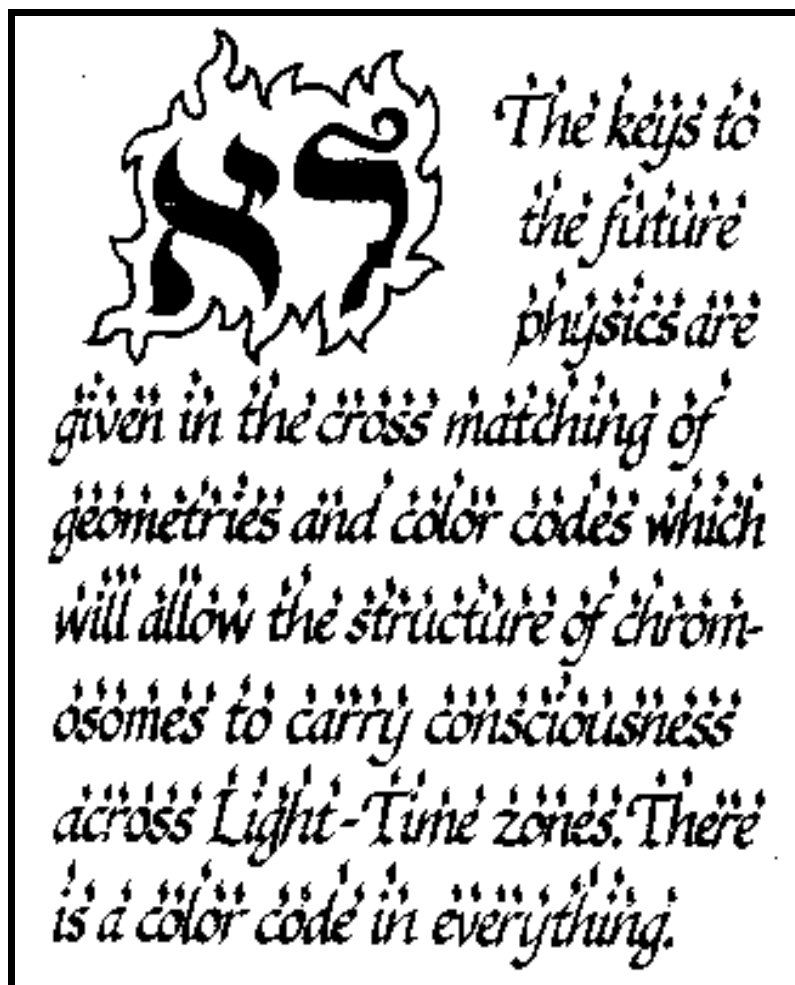 אל
The keys to
the future
physics are
given in the cross matching of
geometries and color codes which
will allow the structure of chrom-
osomes to carry consciousness
across Light-Time zones. There
is a color code in everything.